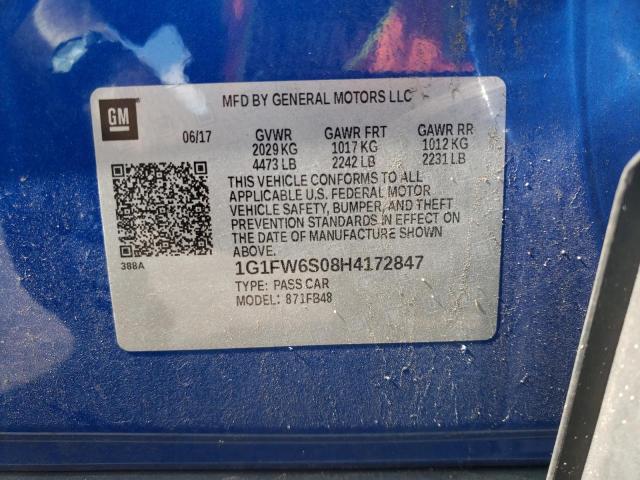 GM
MFD BY GENERAL MOTORS LLC
06/17 GVWR GAWR FRT GAWR RR
2029 KG 1017 KG 1012 KG
4473 LB 2242 LB 2231 LB
THIS VEHICLE CONFORMS TO ALL
APPLICABLE U.S. FEDERAL MOTOR
VEHICLE SAFETY, BUMPER, AND THEFT
PREVENTION STANDARDS IN EFFECT ON
THE DATE OF MANUFACTURE SHOWN
ABOVE.
388A
1G1FW6S08H4172847
TYPE: PASS CAR
MODEL: 871FB48